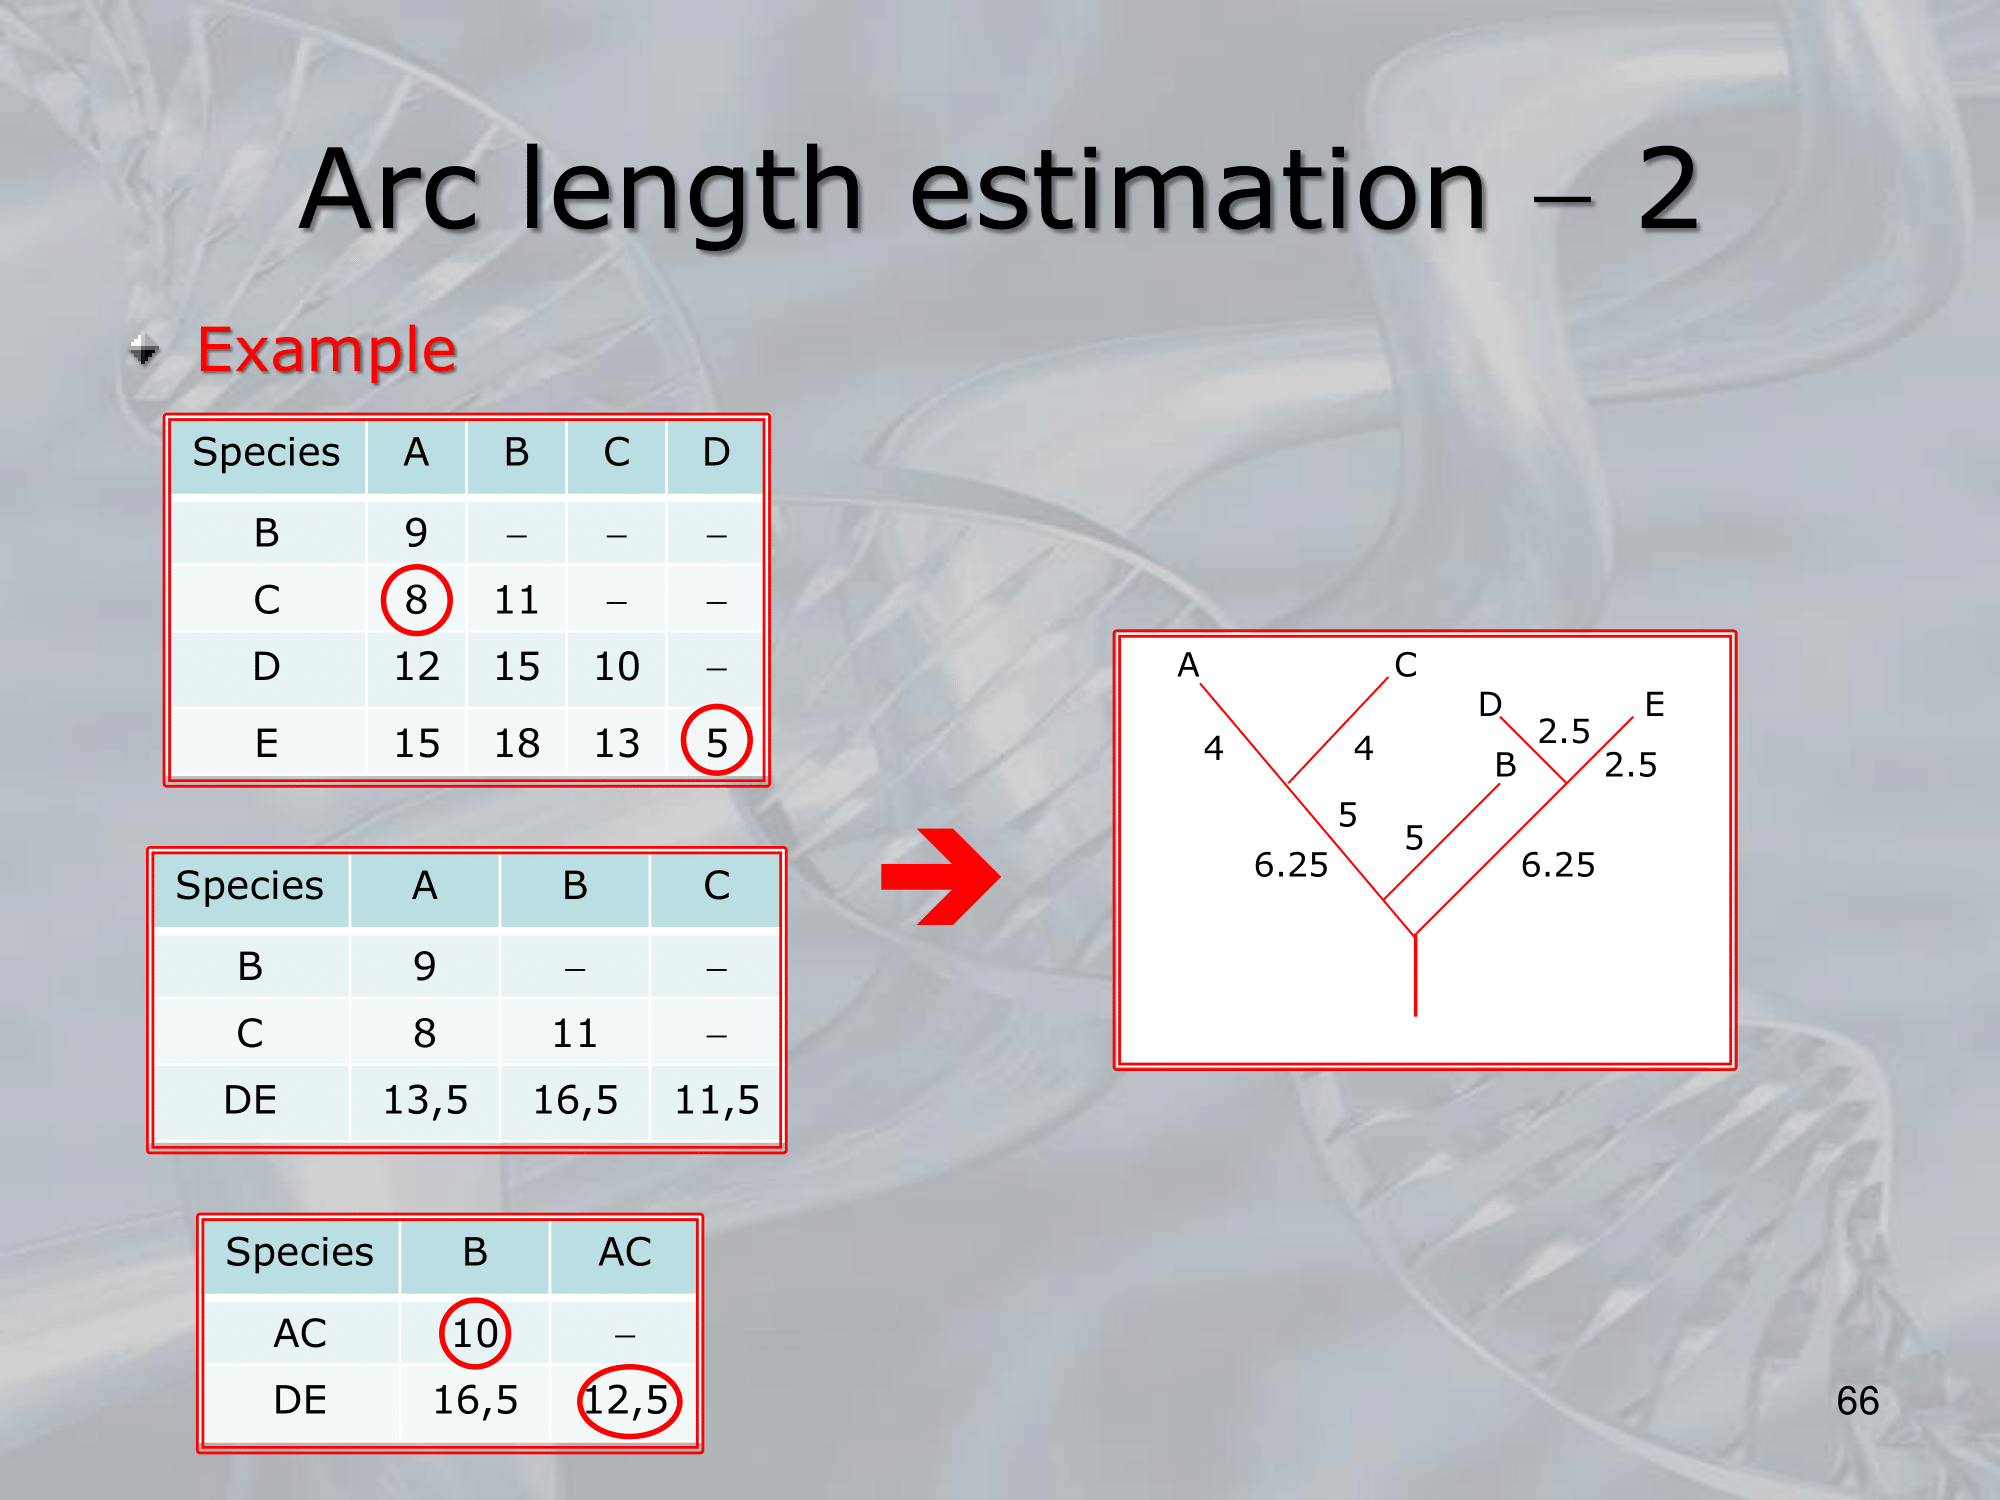 Arc length estimation – 2
Example
Species A B C D
B 9 – – –
C 8 11 – –
D 12 15 10 –
E 15 18 13 5
Species A B C
B 9 – –
C 8 11 –
DE 13,5 16,5 11,5
Species B AC
AC 10 –
DE 16,5 12,5
A C
D E
2.5
4 4 B 2.5
5
5
6.25 6.25
66